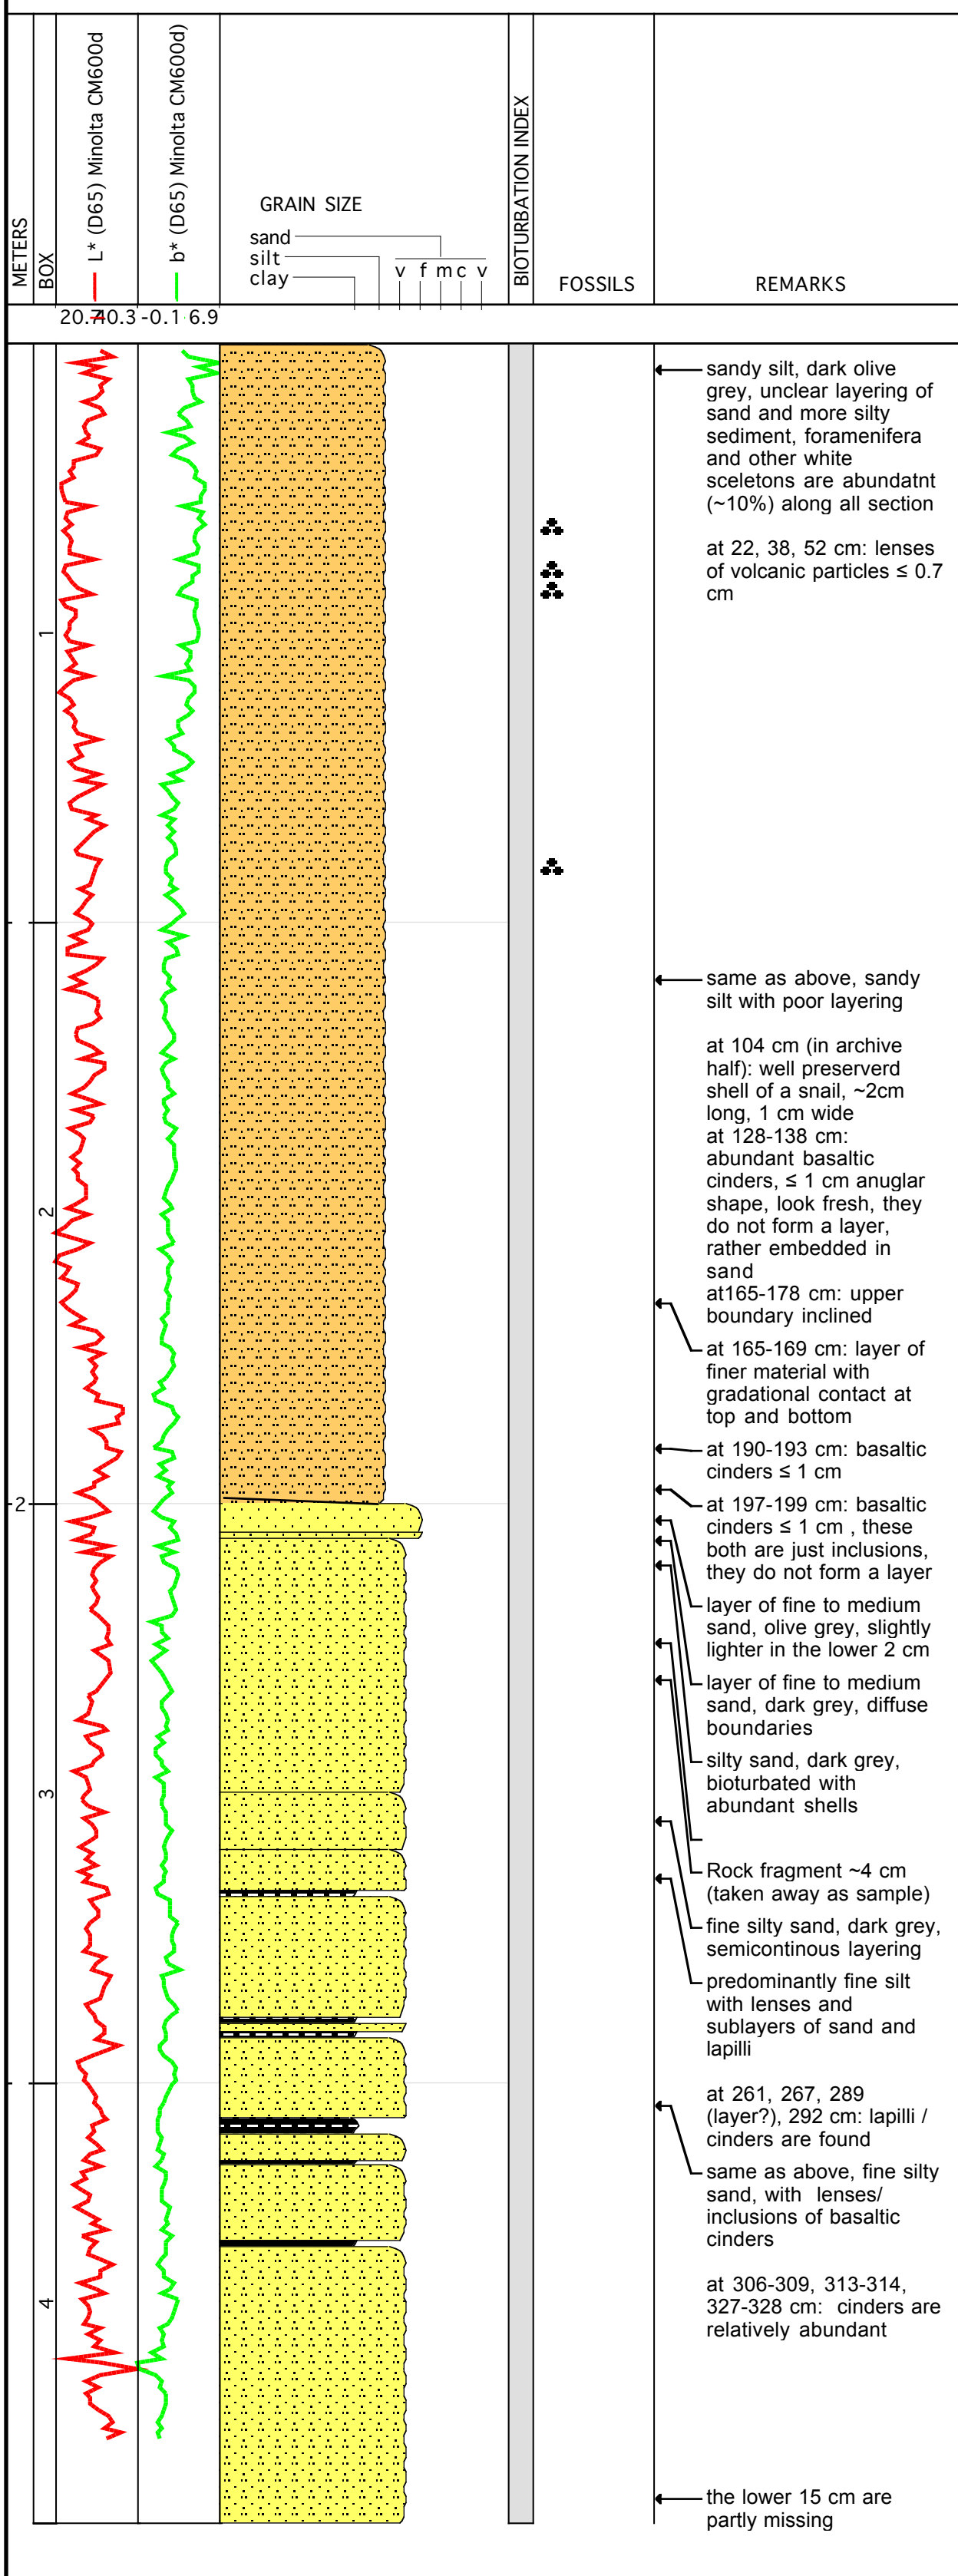 METERS
BOX
L* (D65) Minolta CM600d
b* (D65) Minolta CM600d
GRAIN SIZE
sand
silt
clay
v f m c v
BIOTURBATION INDEX
FOSSILS
REMARKS
20.7 40.3 -0.1 6.9
sandy silt, dark olive
grey, unclear layering of
sand and more silty
sediment, foramenifera
and other white
sceletons are abundatnt
(~10%) along all section
at 22, 38, 52 cm: lenses
of volcanic particles ≤ 0.7
cm
1
same as above, sandy
silt with poor layering
at 104 cm (in archive
half): well preserverd
shell of a snail, ~2cm
long, 1 cm wide
at 128-138 cm:
abundant basaltic
cinders, ≤ 1 cm anuglar
shape, look fresh, they
do not form a layer,
rather embedded in
sand
at165-178 cm: upper
boundary inclined
2
at 165-169 cm: layer of
finer material with
gradational contact at
top and bottom
at 190-193 cm: basaltic
cinders ≤ 1 cm
2
at 197-199 cm: basaltic
cinders ≤ 1 cm , these
both are just inclusions,
they do not form a layer
layer of fine to medium
sand, olive grey, slightly
lighter in the lower 2 cm
layer of fine to medium
sand, dark grey, diffuse
boundaries
silty sand, dark grey,
bioturbated with
abundant shells
3
Rock fragment ~4 cm
(taken away as sample)
fine silty sand, dark grey,
semicontinous layering
predominantly fine silt
with lenses and
sublayers of sand and
lapilli
at 261, 267, 289
(layer?), 292 cm: lapilli /
cinders are found
same as above, fine silty
sand, with lenses/
inclusions of basaltic
cinders
at 306-309, 313-314,
327-328 cm: cinders are
relatively abundant
4
the lower 15 cm are
partly missing